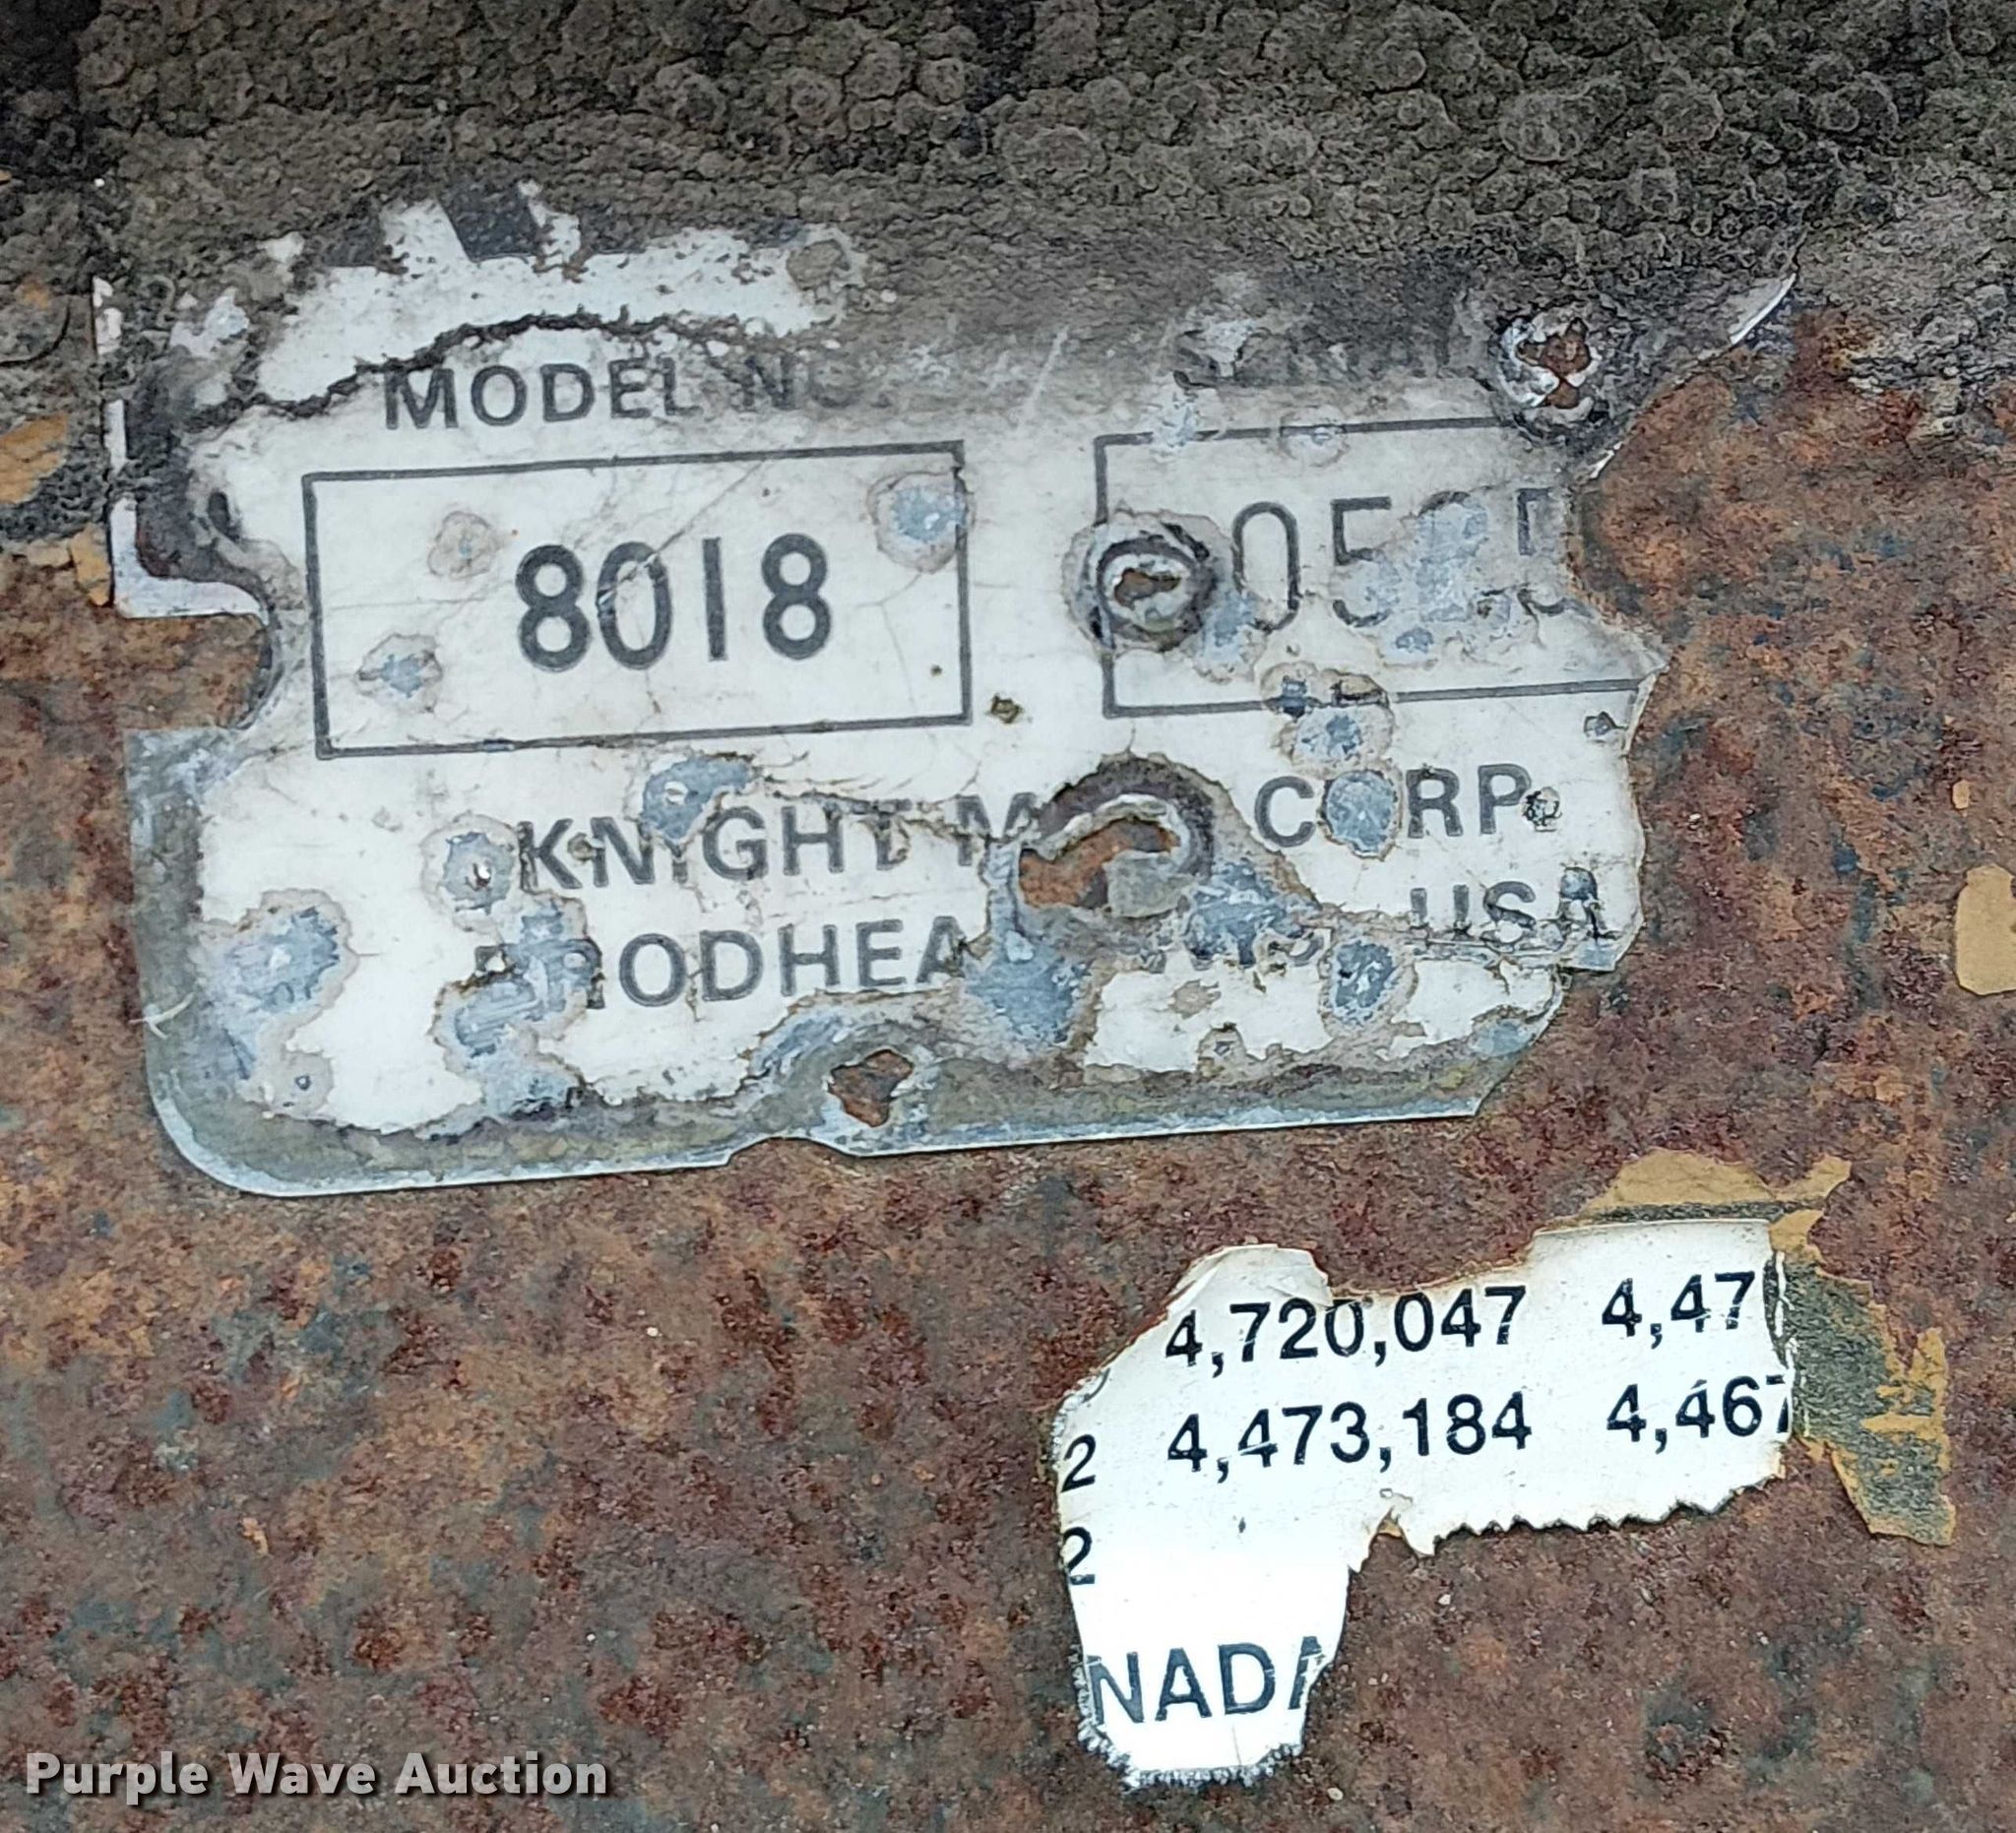 MODEL NO.
8018
KNIGHT M CORP.
BRODHEA USA
4,720,047 4,47
2 4,473,184 4,467
2
NADA
Purple Wave Auction